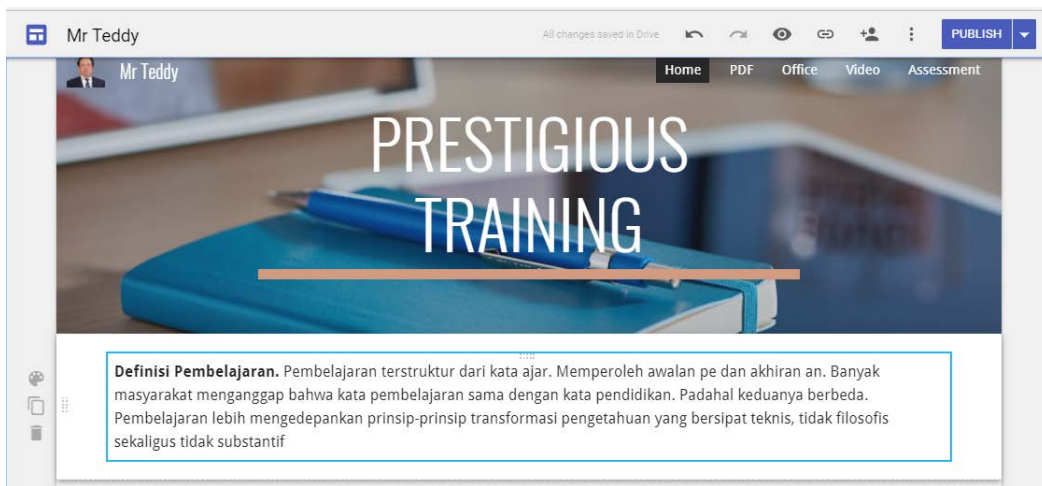 Mr Teddy
All changes saved in Drive
PUBLISH
Mr Teddy
Home PDF Office Video Assessment
PRESTIGIOUS
TRAINING
Definisi Pembelajaran. Pembelajaran terstruktur dari kata ajar. Memperoleh awalan pe dan akhiran an. Banyak
masyarakat menganggap bahwa kata pembelajaran sama dengan kata pendidikan. Padahal keduanya berbeda.
Pembelajaran lebih mengedepankan prinsip-prinsip transformasi pengetahuan yang bersipat teknis, tidak filosofis
sekaligus tidak substantif